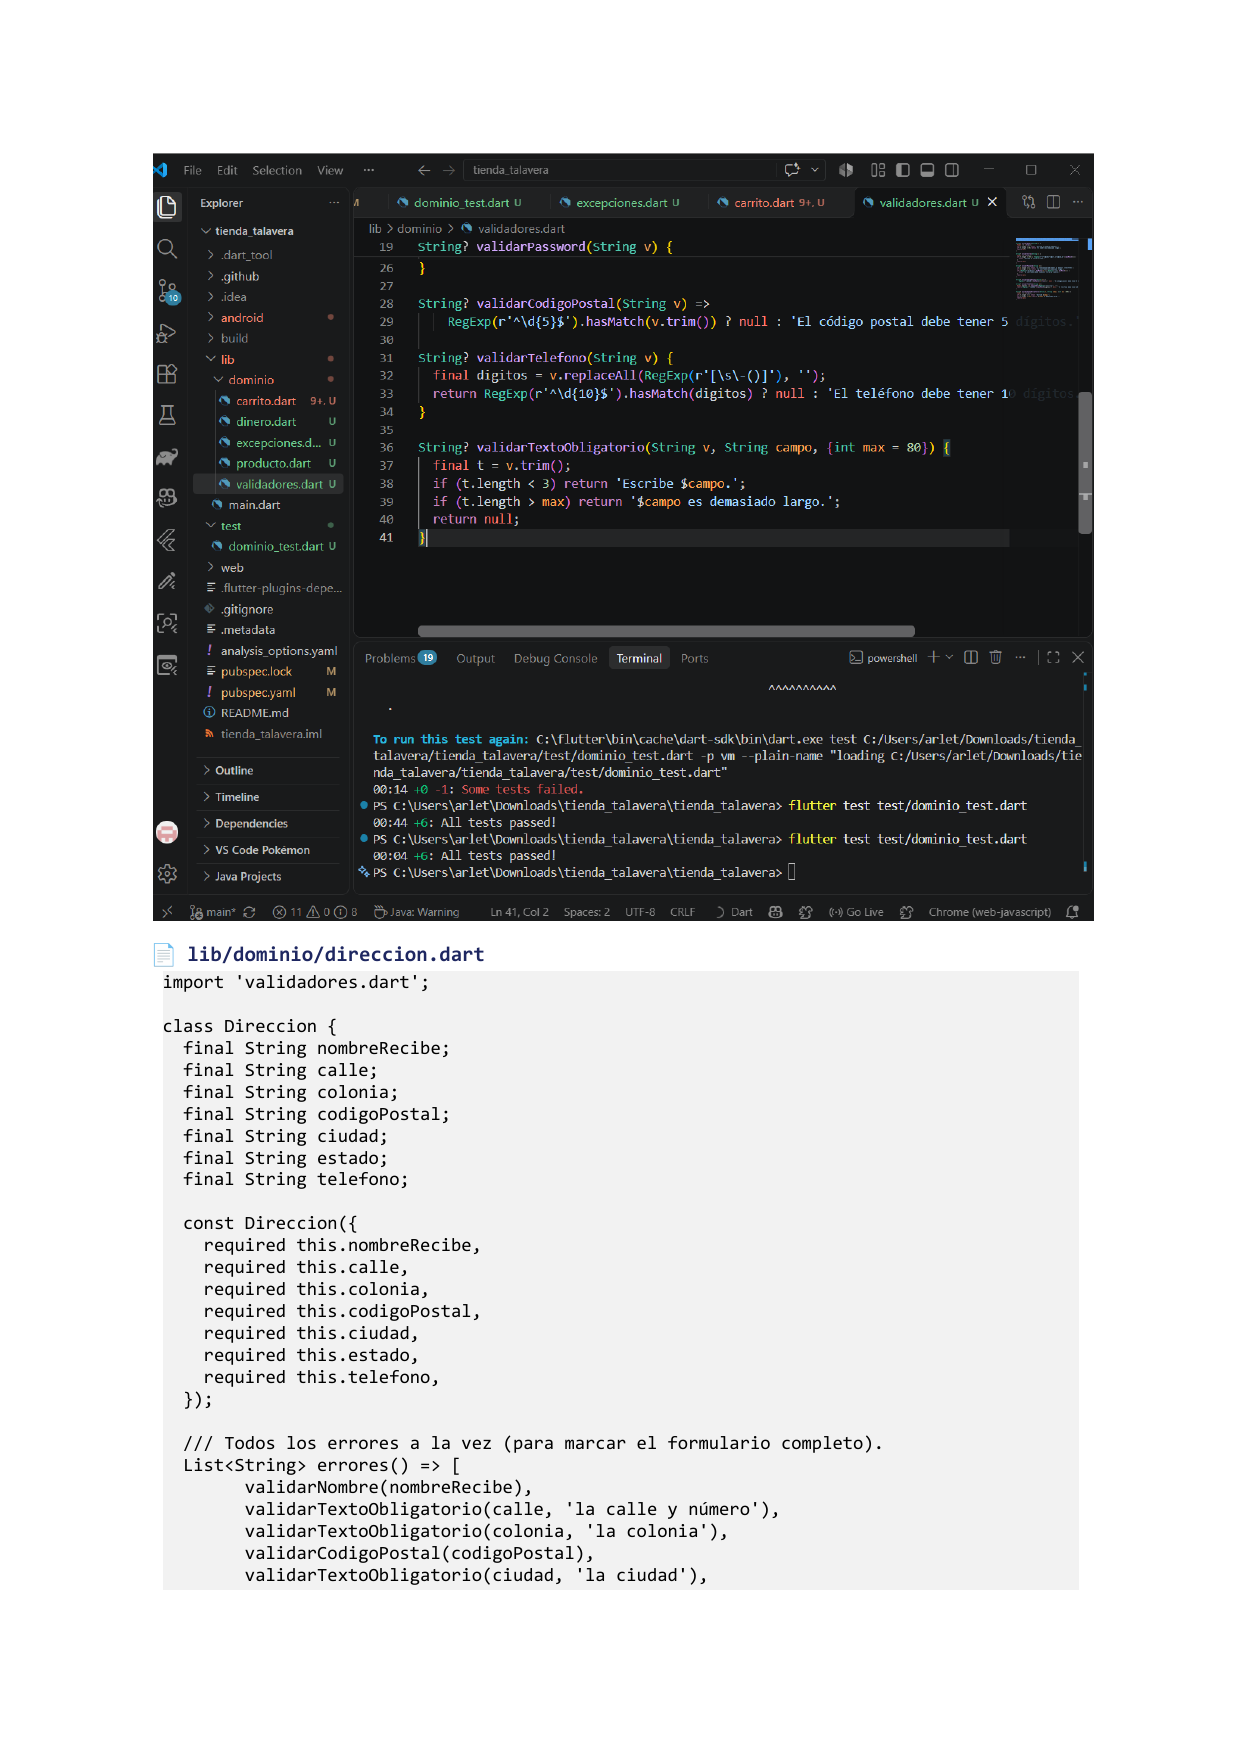 File Edit Selection View ··· tienda_talavera
Explorer ···
dominio_test.dart U excepciones.dart U carrito.dart 9+, U validadores.dart U
tienda_talavera
.dart_tool
.github
.idea
android
build
lib
dominio
carrito.dart 9+, U
dinero.dart U
excepciones.d... U
producto.dart U
validadores.dart U
main.dart
test
dominio_test.dart U
web
.flutter-plugins-depe...
.gitignore
.metadata
analysis_options.yaml
pubspec.lock M
pubspec.yaml M
README.md
tienda_talavera.iml
Outline
Timeline
Dependencies
VS Code Pokémon
Java Projects
10
lib > dominio > validadores.dart
19 String? validarPassword(String v) {
26 }
27
28 String? validarCodigoPostal(String v) =>
29 RegExp(r'^\d{5}$').hasMatch(v.trim()) ? null : 'El código postal debe tener 5 dígitos.'
30
31 String? validarTelefono(String v) {
32 final digitos = v.replaceAll(RegExp(r'[\s\-()]'), '');
33 return RegExp(r'^\d{10}$').hasMatch(digitos) ? null : 'El teléfono debe tener 10 dígitos.
34 }
35
36 String? validarTextoObligatorio(String v, String campo, {int max = 80}) {
37 final t = v.trim();
38 if (t.length < 3) return 'Escribe $campo.';
39 if (t.length > max) return '$campo es demasiado largo.';
40 return null;
41 }
Problems 19 Output Debug Console Terminal Ports powershell
^^^^^^^^^^
.
To run this test again: C:\flutter\bin\cache\dart-sdk\bin\dart.exe test C:/Users/arlet/Downloads/tienda_
talavera/tienda_talavera/test/dominio_test.dart -p vm --plain-name "loading C:/Users/arlet/Downloads/tie
nda_talavera/tienda_talavera/test/dominio_test.dart"
00:14 +0 -1: Some tests failed.
PS C:\Users\arlet\Downloads\tienda_talavera\tienda_talavera> flutter test test/dominio_test.dart
00:44 +6: All tests passed!
PS C:\Users\arlet\Downloads\tienda_talavera\tienda_talavera> flutter test test/dominio_test.dart
00:04 +6: All tests passed!
PS C:\Users\arlet\Downloads\tienda_talavera\tienda_talavera>
main* 11 0 8 Java: Warning Ln 41, Col 2 Spaces: 2 UTF-8 CRLF Dart Go Live Chrome (web-javascript)
lib/dominio/direccion.dart
import 'validadores.dart';
class Direccion {
final String nombreRecibe;
final String calle;
final String colonia;
final String codigoPostal;
final String ciudad;
final String estado;
final String telefono;
const Direccion({
required this.nombreRecibe,
required this.calle,
required this.colonia,
required this.codigoPostal,
required this.ciudad,
required this.estado,
required this.telefono,
});
/// Todos los errores a la vez (para marcar el formulario completo).
List<String> errores() => [
validarNombre(nombreRecibe),
validarTextoObligatorio(calle, 'la calle y número'),
validarTextoObligatorio(colonia, 'la colonia'),
validarCodigoPostal(codigoPostal),
validarTextoObligatorio(ciudad, 'la ciudad'),